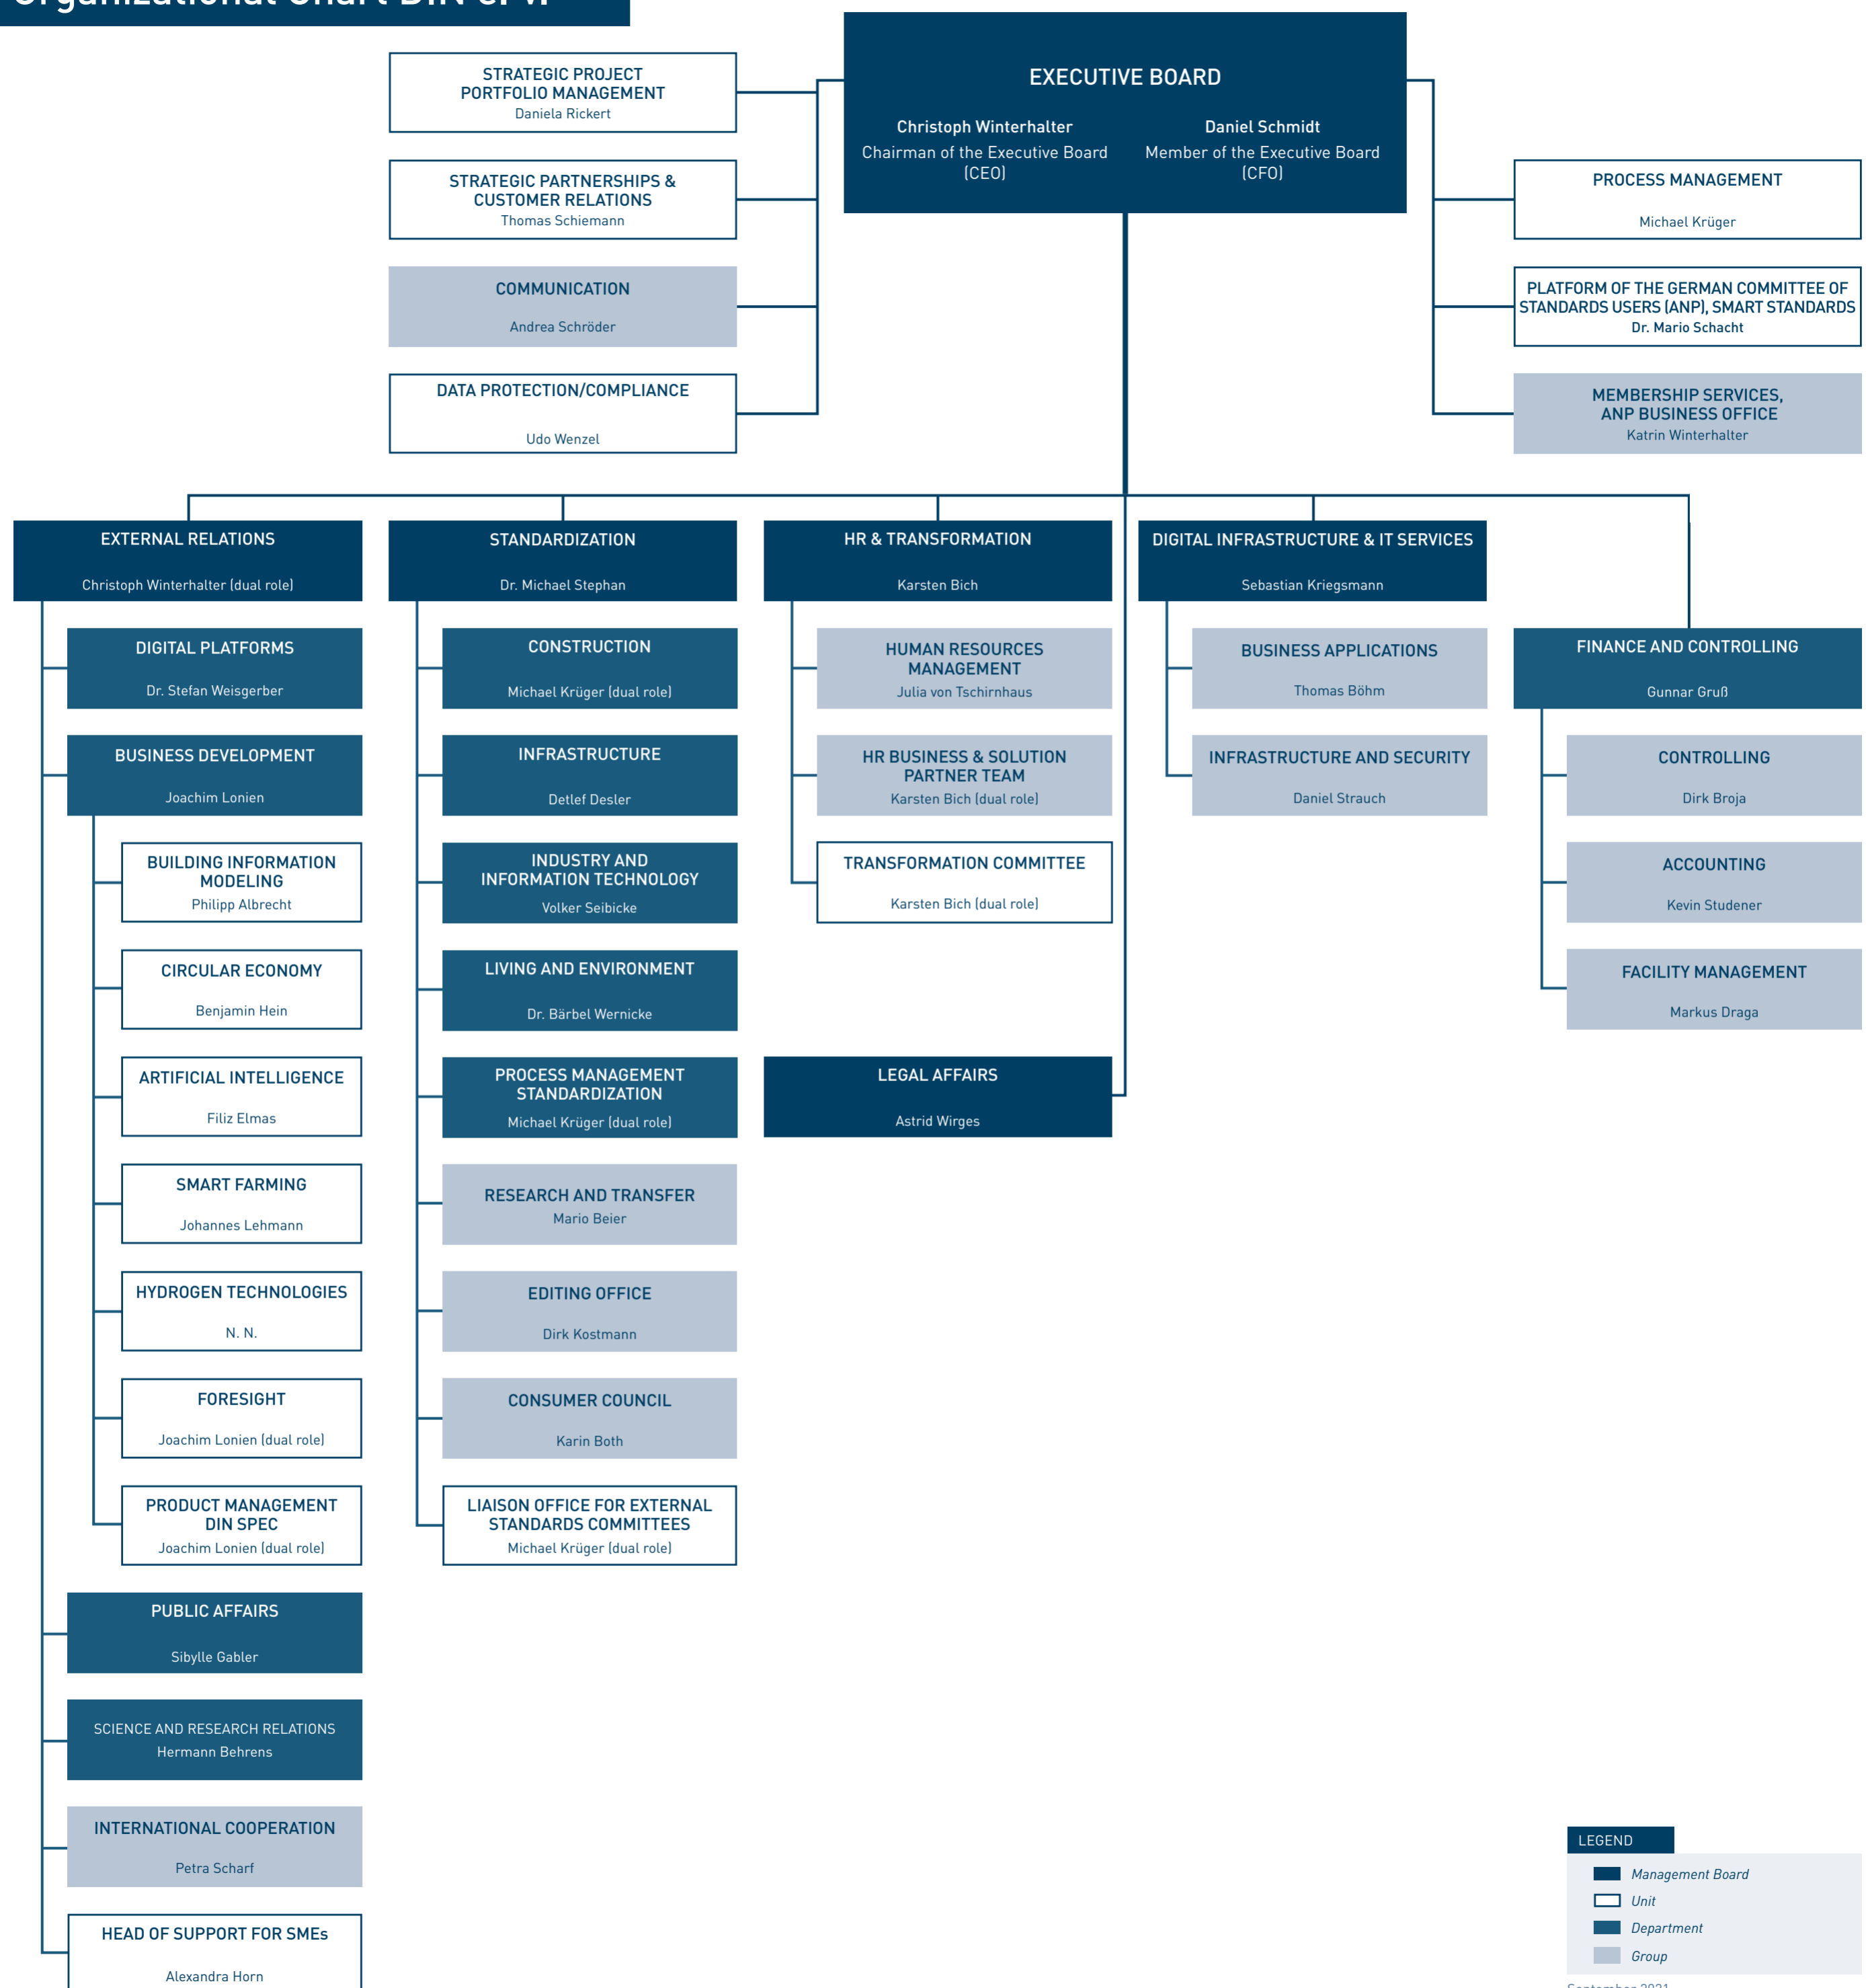 Organizational Chart DIN e. V.
EXECUTIVE BOARD
Christoph Winterhalter
Chairman of the Executive Board
(CEO)
Daniel Schmidt
Member of the Executive Board
(CFO)
STRATEGIC PROJECT
PORTFOLIO MANAGEMENT
Daniela Rickert
STRATEGIC PARTNERSHIPS &
CUSTOMER RELATIONS
Thomas Schiemann
COMMUNICATION
Andrea Schröder
DATA PROTECTION/COMPLIANCE
Udo Wenzel
PROCESS MANAGEMENT
Michael Krüger
PLATFORM OF THE GERMAN COMMITTEE OF
STANDARDS USERS (ANP), SMART STANDARDS
Dr. Mario Schacht
MEMBERSHIP SERVICES,
ANP BUSINESS OFFICE
Katrin Winterhalter
EXTERNAL RELATIONS
Christoph Winterhalter (dual role)
DIGITAL PLATFORMS
Dr. Stefan Weisgerber
BUSINESS DEVELOPMENT
Joachim Lonien
BUILDING INFORMATION
MODELING
Philipp Albrecht
CIRCULAR ECONOMY
Benjamin Hein
ARTIFICIAL INTELLIGENCE
Filiz Elmas
SMART FARMING
Johannes Lehmann
HYDROGEN TECHNOLOGIES
N. N.
FORESIGHT
Joachim Lonien (dual role)
PRODUCT MANAGEMENT
DIN SPEC
Joachim Lonien (dual role)
PUBLIC AFFAIRS
Sibylle Gabler
SCIENCE AND RESEARCH RELATIONS
Hermann Behrens
INTERNATIONAL COOPERATION
Petra Scharf
HEAD OF SUPPORT FOR SMEs
Alexandra Horn
STANDARDIZATION
Dr. Michael Stephan
CONSTRUCTION
Michael Krüger (dual role)
INFRASTRUCTURE
Detlef Desler
INDUSTRY AND
INFORMATION TECHNOLOGY
Volker Seibicke
LIVING AND ENVIRONMENT
Dr. Bärbel Wernicke
PROCESS MANAGEMENT
STANDARDIZATION
Michael Krüger (dual role)
RESEARCH AND TRANSFER
Mario Beier
EDITING OFFICE
Dirk Kostmann
CONSUMER COUNCIL
Karin Both
LIAISON OFFICE FOR EXTERNAL
STANDARDS COMMITTEES
Michael Krüger (dual role)
HR & TRANSFORMATION
Karsten Bich
HUMAN RESOURCES
MANAGEMENT
Julia von Tschirnhaus
HR BUSINESS & SOLUTION
PARTNER TEAM
Karsten Bich (dual role)
TRANSFORMATION COMMITTEE
Karsten Bich (dual role)
LEGAL AFFAIRS
Astrid Wirges
DIGITAL INFRASTRUCTURE & IT SERVICES
Sebastian Kriegsmann
BUSINESS APPLICATIONS
Thomas Böhm
INFRASTRUCTURE AND SECURITY
Daniel Strauch
FINANCE AND CONTROLLING
Gunnar Gruß
CONTROLLING
Dirk Broja
ACCOUNTING
Kevin Studener
FACILITY MANAGEMENT
Markus Draga
LEGEND
Management Board
Unit
Department
Group
September 2021